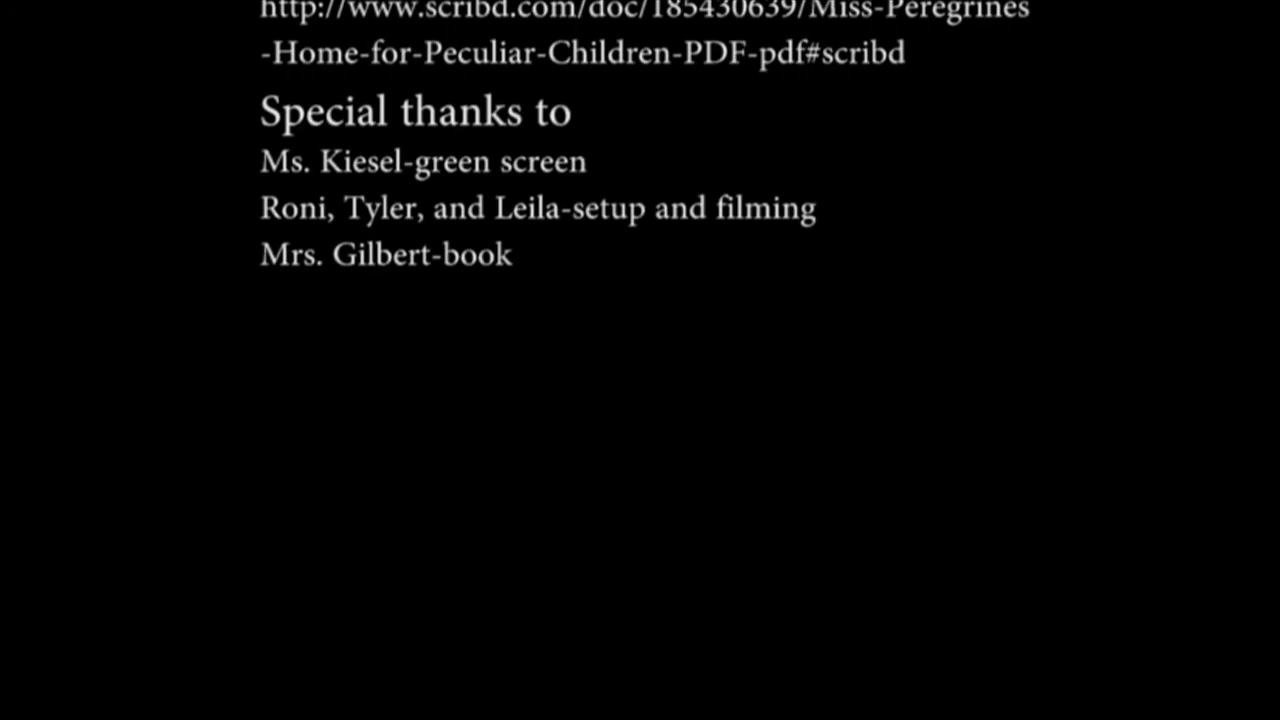 http://www.scribd.com/doc/185430639/Miss-Peregrines
-Home-for-Peculiar-Children-PDF-pdf#scribd
Special thanks to
Ms. Kiesel-green screen
Roni, Tyler, and Leila-setup and filming
Mrs. Gilbert-book